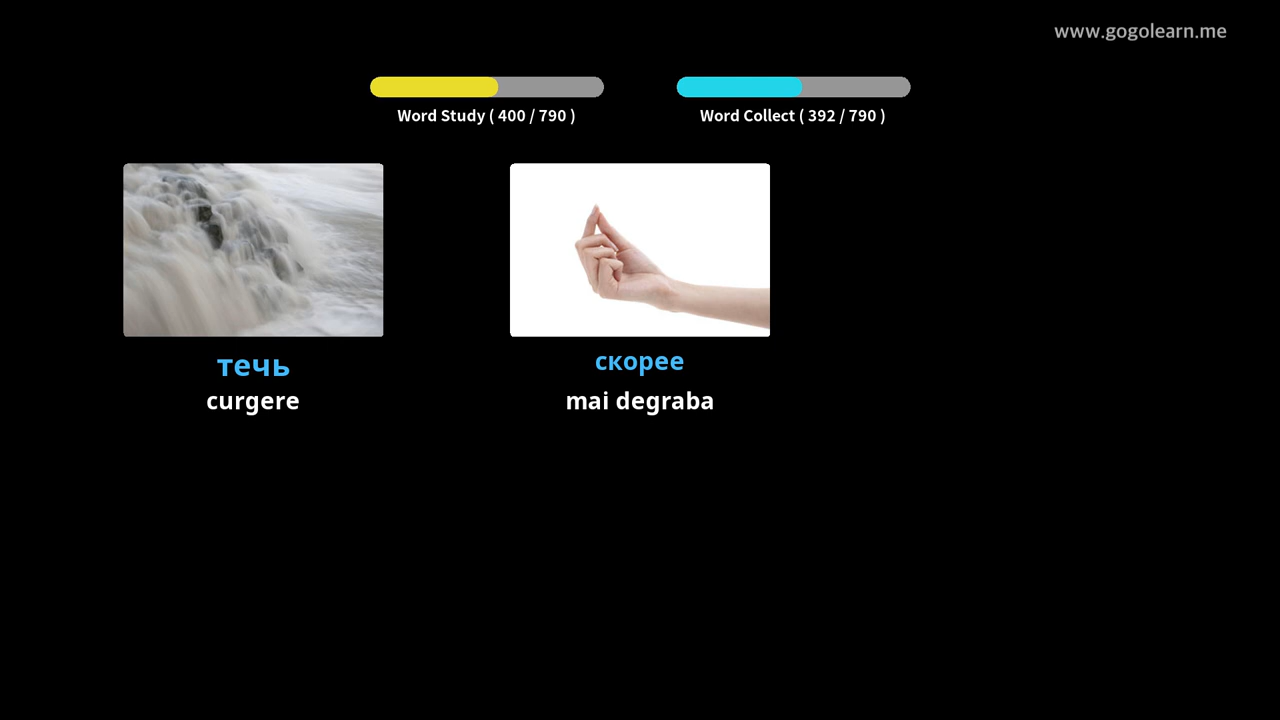 www.gogolearn.me
Word Study ( 400 / 790 )
Word Collect ( 392 / 790 )
течь
curgere
скорее
mai degraba